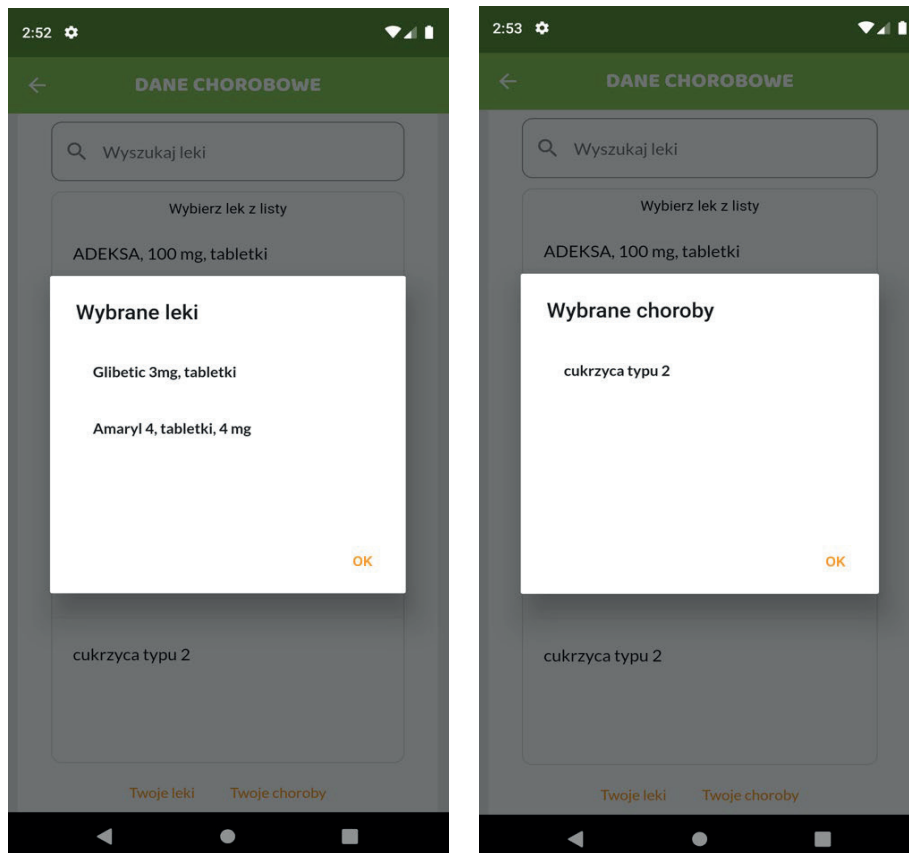 2:52
DANE CHOROBOWE
Wyszukaj leki
Wybierz lek z listy
ADEKSA, 100 mg, tabletki
Wybrane leki
Glibetic 3mg, tabletki
Amaryl 4, tabletki, 4 mg
OK
cukrzyca typu 2
Twoje leki Twoje choroby
2:53
DANE CHOROBOWE
Wyszukaj leki
Wybierz lek z listy
ADEKSA, 100 mg, tabletki
Wybrane choroby
cukrzyca typu 2
OK
cukrzyca typu 2
Twoje leki Twoje choroby